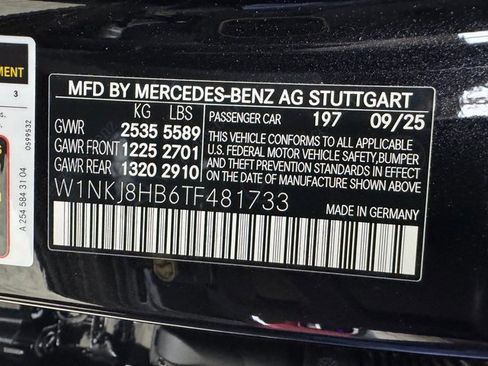 MENT
3
0S99532
A 254 584 31 04
MFD BY MERCEDES-BENZ AG STUTTGART
KG LBS PASSENGER CAR 197 09/25
GVWR 2535 5589
GAWR FRONT 1225 2701
GAWR REAR 1320 2910
THIS VEHICLE CONFORMS TO ALL APPLICABLE
U.S. FEDERAL MOTOR VEHICLE SAFETY,BUMPER
AND THEFT PREVENTION STANDARDS IN EFFECT
ON THE DATE OF MANUFACTURE SHOWN ABOVE.
W1NKJ8HB6TF481733
MADE IN GERMANY